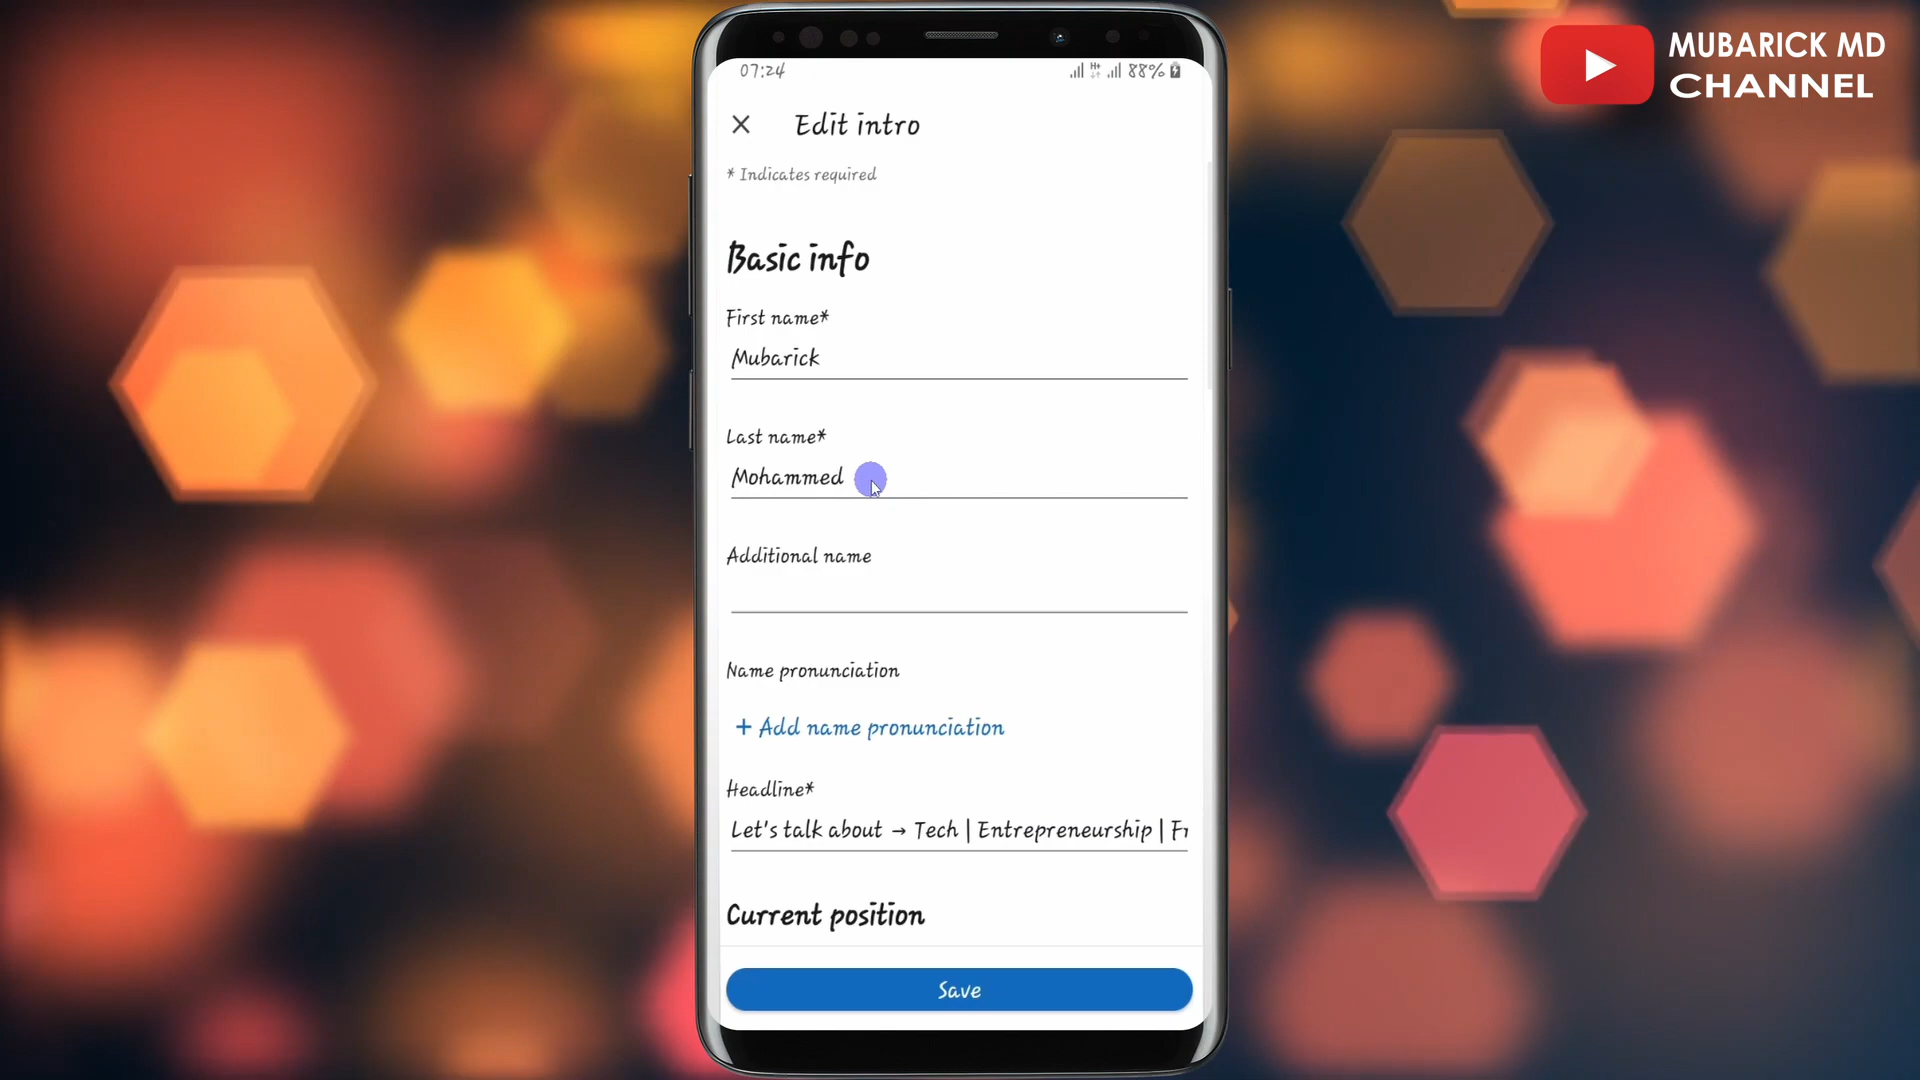 MUBARICK MD
CHANNEL
07:24
88%
Edit intro
* Indicates required
Basic info
First name*
Mubarick
Last name*
Mohammed
Additional name
Name pronunciation
+ Add name pronunciation
Headline*
Let's talk about → Tech | Entrepreneurship | Fr
Current position
Save